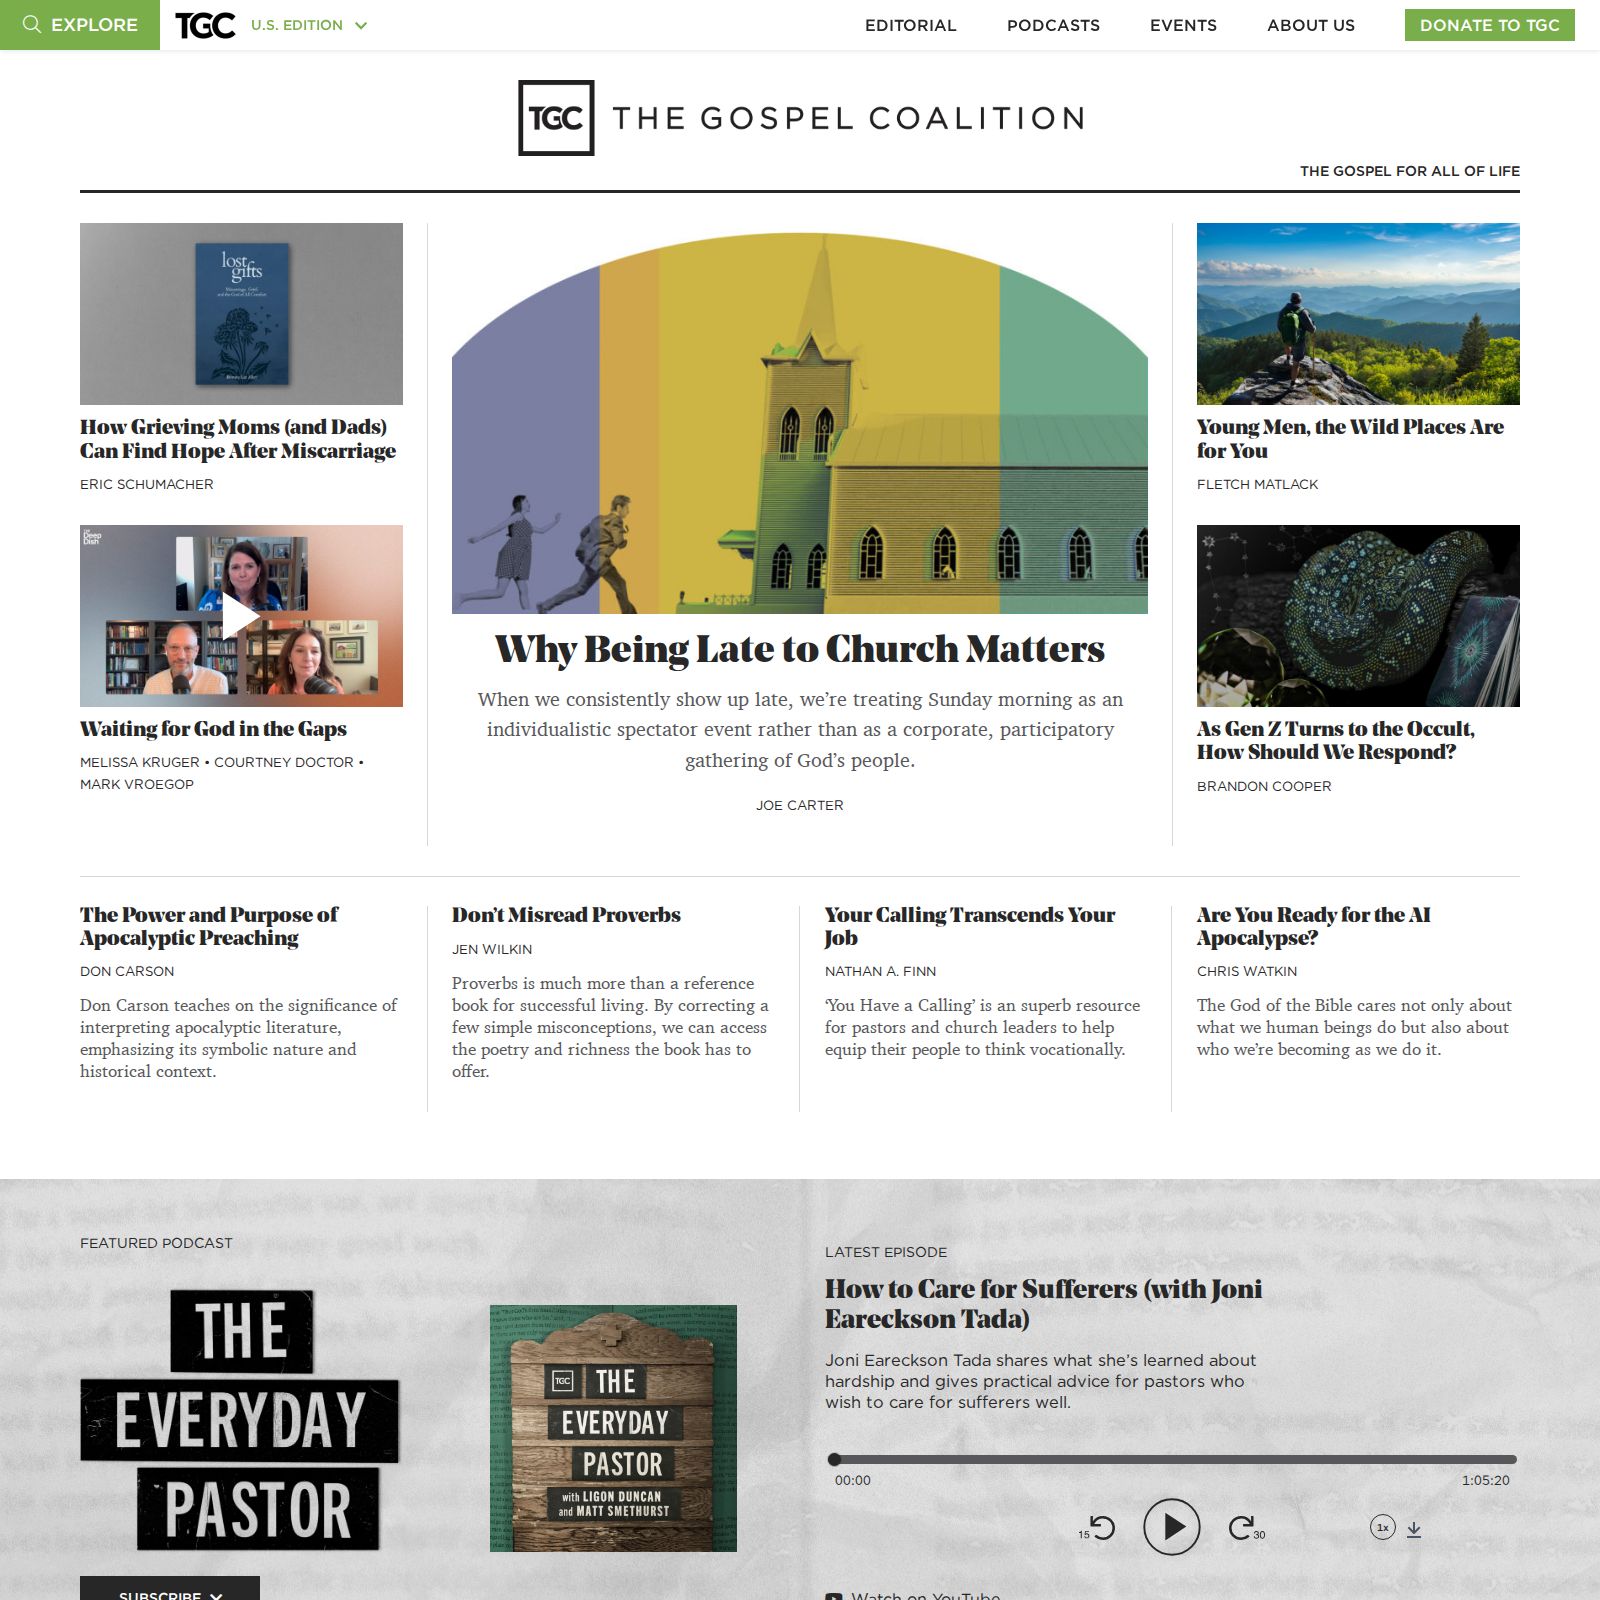 EXPLORE
TGC
U.S. EDITION
EDITORIAL
PODCASTS
EVENTS
ABOUT US
DONATE TO TGC
TGC THE GOSPEL COALITION
THE GOSPEL FOR ALL OF LIFE
lost
gifts
How Grieving Moms (and Dads)
Can Find Hope After Miscarriage
ERIC SCHUMACHER
Deep
Dish
Waiting for God in the Gaps
MELISSA KRUGER • COURTNEY DOCTOR •
MARK VROEGOP
Why Being Late to Church Matters
When we consistently show up late, we’re treating Sunday morning as an
individualistic spectator event rather than as a corporate, participatory
gathering of God’s people.
JOE CARTER
Young Men, the Wild Places Are
for You
FLETCH MATLACK
As Gen Z Turns to the Occult,
How Should We Respond?
BRANDON COOPER
The Power and Purpose of
Apocalyptic Preaching
DON CARSON
Don Carson teaches on the significance of
interpreting apocalyptic literature,
emphasizing its symbolic nature and
historical context.
Don’t Misread Proverbs
JEN WILKIN
Proverbs is much more than a reference
book for successful living. By correcting a
few simple misconceptions, we can access
the poetry and richness the book has to
offer.
Your Calling Transcends Your
Job
NATHAN A. FINN
‘You Have a Calling’ is an superb resource
for pastors and church leaders to help
equip their people to think vocationally.
Are You Ready for the AI
Apocalypse?
CHRIS WATKIN
The God of the Bible cares not only about
what we human beings do but also about
who we’re becoming as we do it.
FEATURED PODCAST
THE
EVERYDAY
PASTOR
TGC THE
EVERYDAY
PASTOR
with LIGON DUNCAN
and MATT SMETHURST
SUBSCRIBE
LATEST EPISODE
How to Care for Sufferers (with Joni
Eareckson Tada)
Joni Eareckson Tada shares what she’s learned about
hardship and gives practical advice for pastors who
wish to care for sufferers well.
00:00
1:05:20
15
30
1x
Watch on YouTube